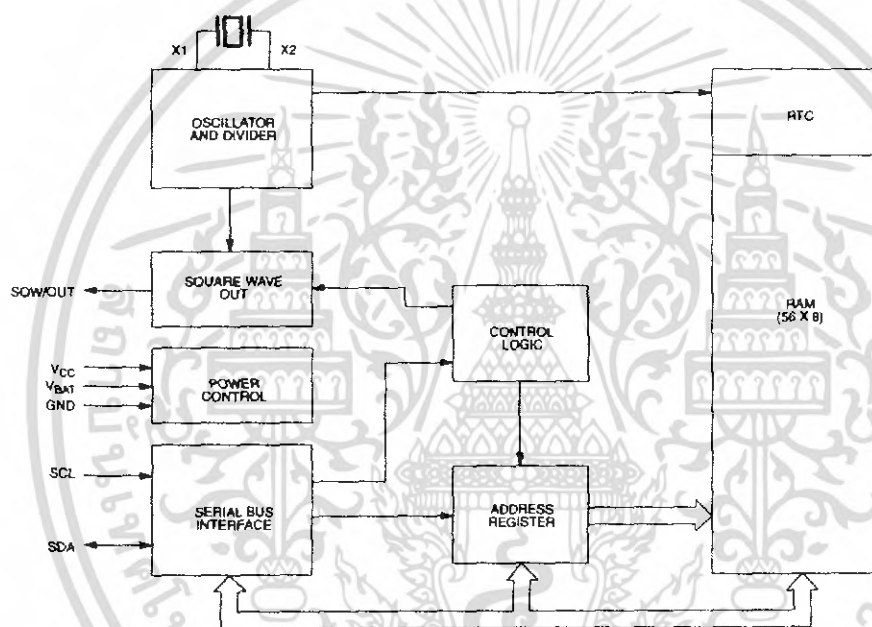 X1
X2
OSCILLATOR
AND DIVIDER
RTC
SQUARE WAVE
OUT
SQW/OUT
CONTROL
LOGIC
RAM
(56 X 8)
VCC
VBAT
GND
POWER
CONTROL
SCL
SDA
SERIAL BUS
INTERFACE
ADDRESS
REGISTER